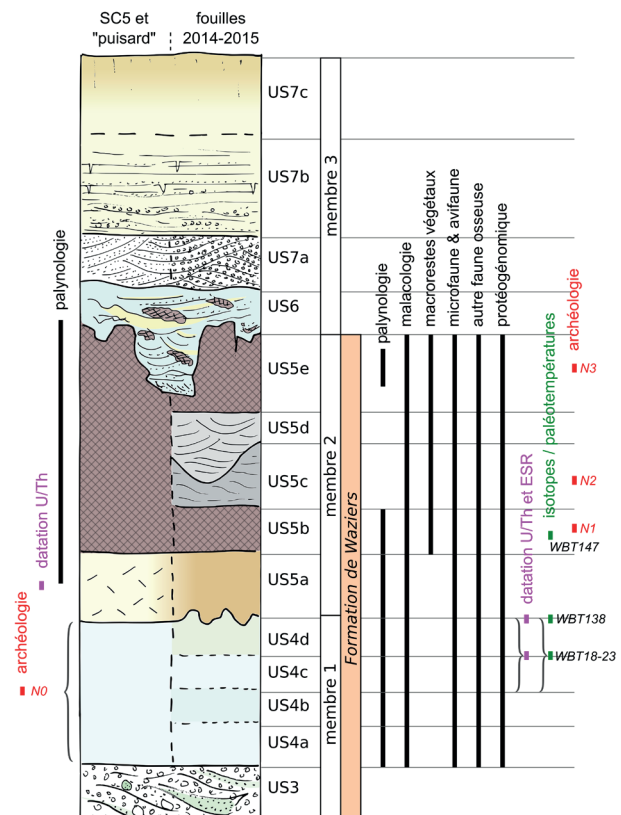 SC5 et
"puisard"
fouilles
2014-2015
US7c
US7b
US7a
US6
US5e
US5d
US5c
US5b
US5a
US4d
US4c
US4b
US4a
US3
membre 3
membre 2
membre 1
Formation de Waziers
palynologie
datation U/Th
archéologie
N0
palynologie
malacologie
macrorestes végétaux
microfaune & avifaune
autre faune osseuse
protéogénomique
datation U/Th et ESR
isotopes / paléotempératures
archéologie
N3
N2
N1
WBT147
WBT138
WBT18-23